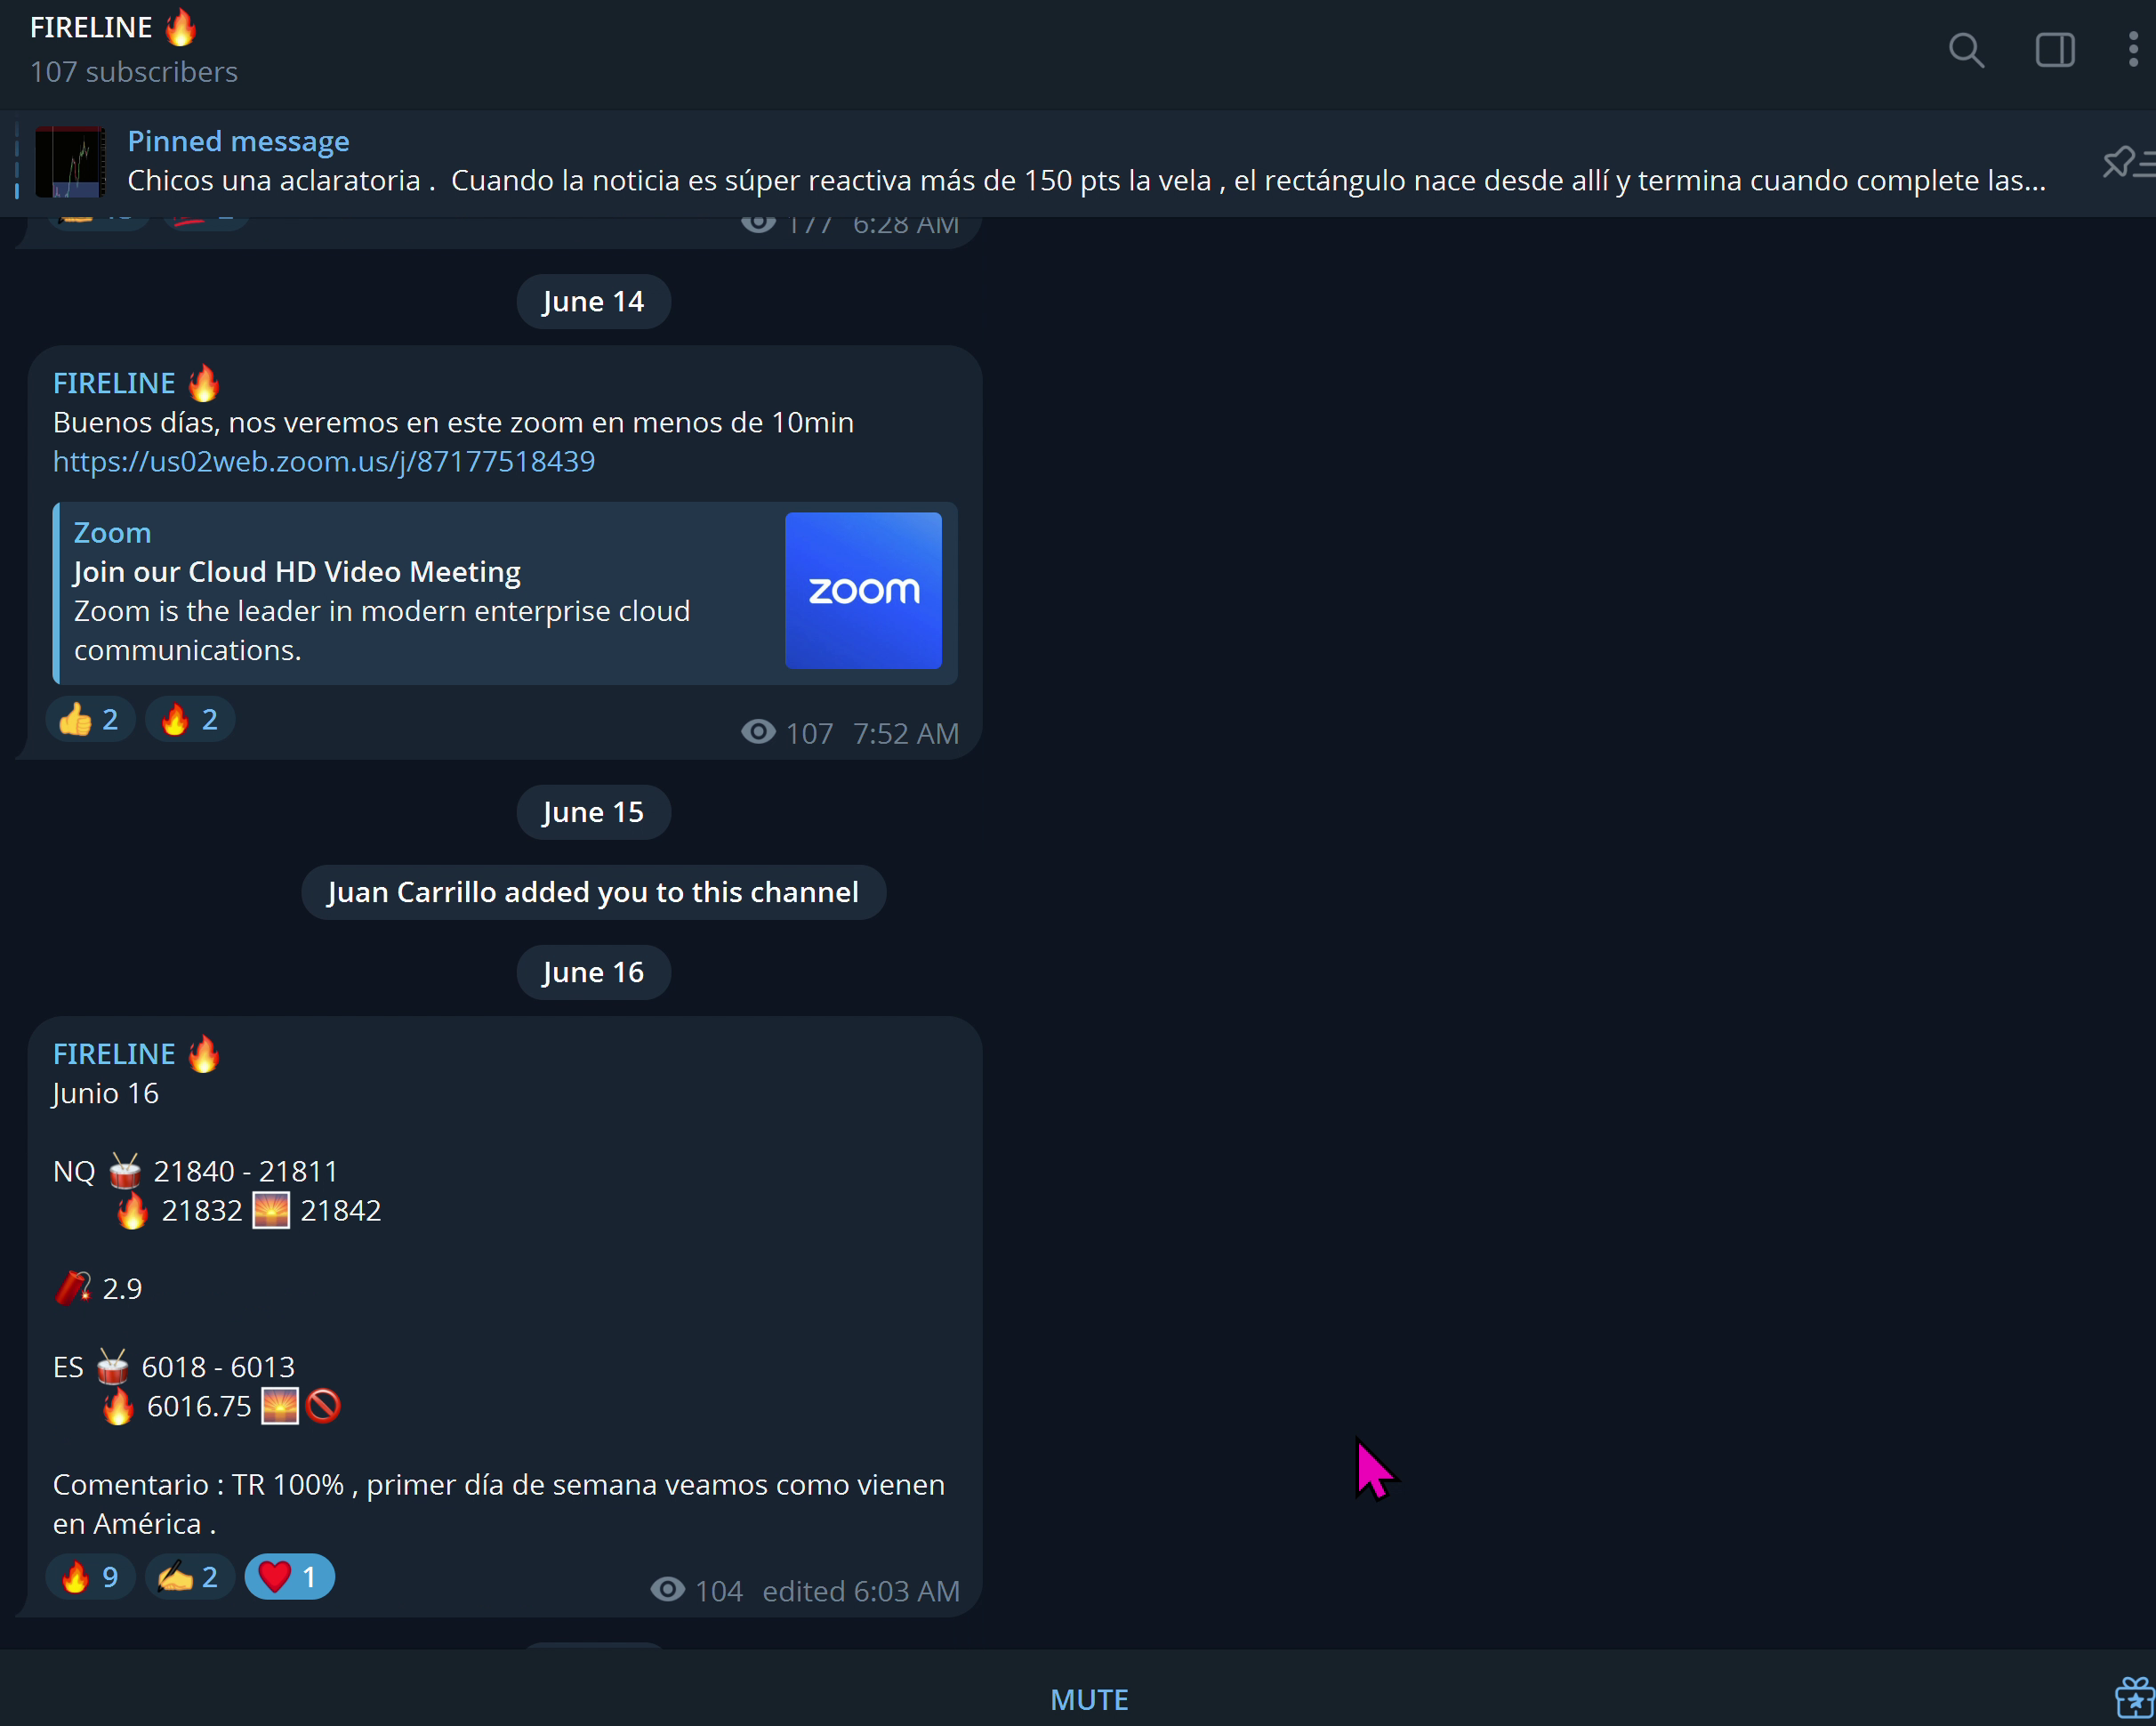 FIRELINE 🔥
107 subscribers
Pinned message
Chicos una aclaratoria .  Cuando la noticia es súper reactiva más de 150 pts la vela , el rectángulo nace desde allí y termina cuando complete las...
177 6:28 AM
June 14
FIRELINE 🔥
Buenos días, nos veremos en este zoom en menos de 10min
https://us02web.zoom.us/j/87177518439
Zoom
Join our Cloud HD Video Meeting
Zoom is the leader in modern enterprise cloud
communications.
zoom
👍 2 🔥 2
107 7:52 AM
June 15
Juan Carrillo added you to this channel
June 16
FIRELINE 🔥
Junio 16
NQ 🥁 21840 - 21811
🔥 21832 🌅 21842
🧨 2.9
ES 🥁 6018 - 6013
🔥 6016.75 🌅🚫
Comentario : TR 100% , primer día de semana veamos como vienen
en América .
🔥 9 ✍️ 2 ❤️ 1
104 edited 6:03 AM
MUTE